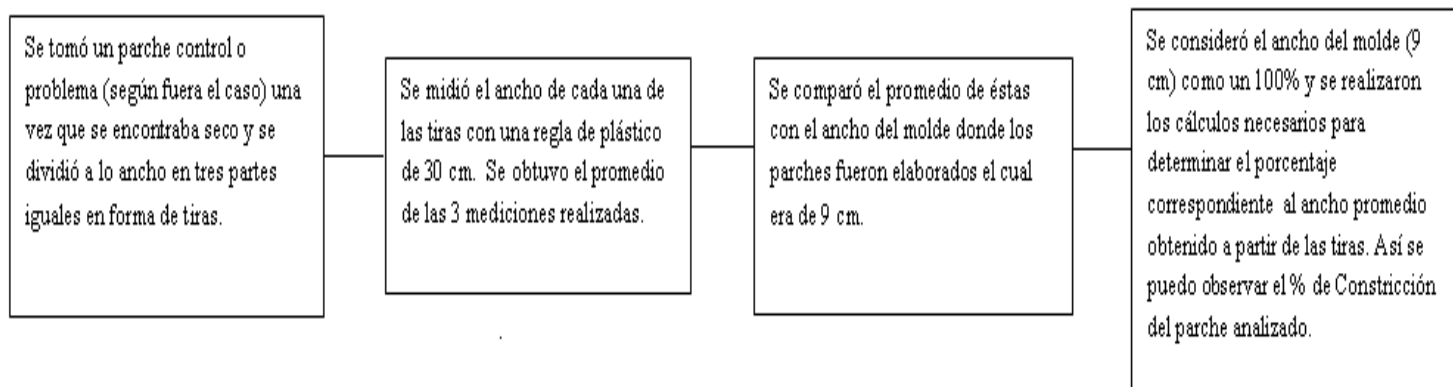 Se tomó un parche control o
problema (según fuera el caso) una
vez que se encontraba seco y se
dividió a lo ancho en tres partes
iguales en forma de tiras.
Se midió el ancho de cada una de
las tiras con una regla de plástico
de 30 cm. Se obtuvo el promedio
de las 3 mediciones realizadas.
Se comparó el promedio de éstas
con el ancho del molde donde los
parches fueron elaborados el cual
era de 9 cm.
Se consideró el ancho del molde (9
cm) como un 100% y se realizaron
los cálculos necesarios para
determinar el porcentaje
correspondiente al ancho promedio
obtenido a partir de las tiras. Así se
puedo observar el % de Constricción
del parche analizado.